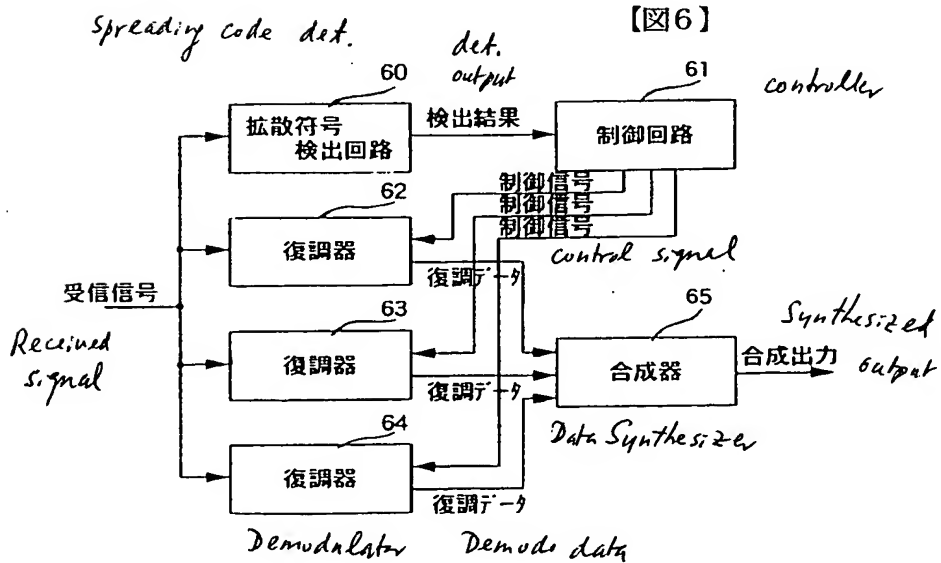 【図6】
Spreading code det.
det.
output
60
61
controller
拡散符号
検出回路
検出結果
制御回路
制御信号
制御信号
制御信号
control signal
62
復調器
復調データ
受信信号
Received
signal
63
復調器
復調データ
65
合成器
合成出力
Synthesized
output
Data Synthesizer
64
復調器
復調データ
Demodulator
Demodo data